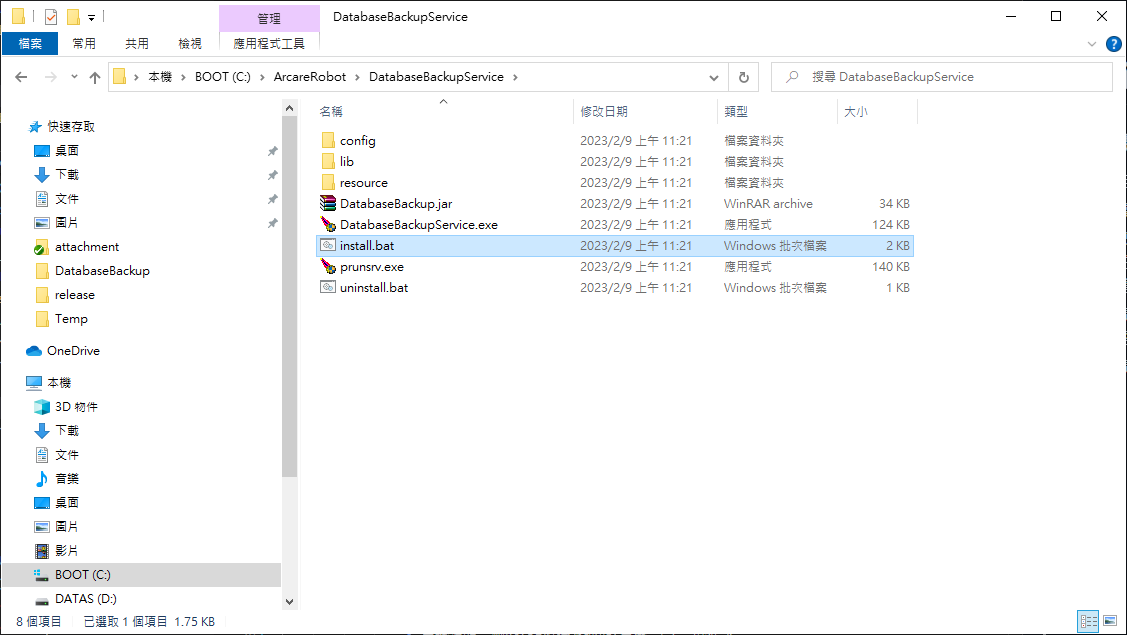 管理
DatabaseBackupService
檔案 常用 共用 檢視 應用程式工具
本機 BOOT (C:) ArcareRobot DatabaseBackupService
搜尋 DatabaseBackupService
名稱 修改日期 類型 大小
config 2023/2/9 上午 11:21 檔案資料夾
lib 2023/2/9 上午 11:21 檔案資料夾
resource 2023/2/9 上午 11:21 檔案資料夾
DatabaseBackup.jar 2023/2/9 上午 11:21 WinRAR archive 34 KB
DatabaseBackupService.exe 2023/2/9 上午 11:21 應用程式 124 KB
install.bat 2023/2/9 上午 11:21 Windows 批次檔案 2 KB
prunsrv.exe 2023/2/9 上午 11:21 應用程式 140 KB
uninstall.bat 2023/2/9 上午 11:21 Windows 批次檔案 1 KB
快速存取
桌面
下載
文件
圖片
attachment
DatabaseBackup
release
Temp
OneDrive
本機
3D 物件
下載
文件
音樂
桌面
圖片
影片
BOOT (C:)
DATAS (D:)
8 個項目 已選取 1 個項目 1.75 KB